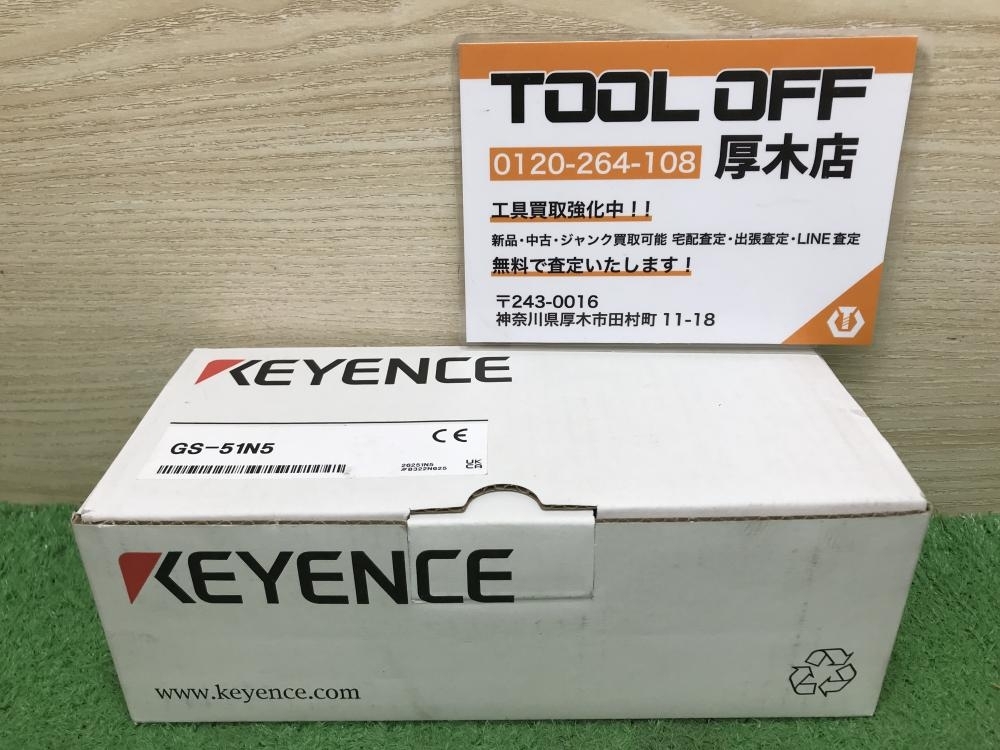 TOOL OFF
0120-264-108 厚木店
工具買取強化中！！
新品・中古・ジャンク買取可能 宅配査定・出張査定・LINE査定
無料で査定いたします！
〒243-0016
神奈川県厚木市田村町 11-18
KEYENCE
GS-51N5
CE
2G251N5
#B322NG25
UK
CA
KEYENCE
www.keyence.com